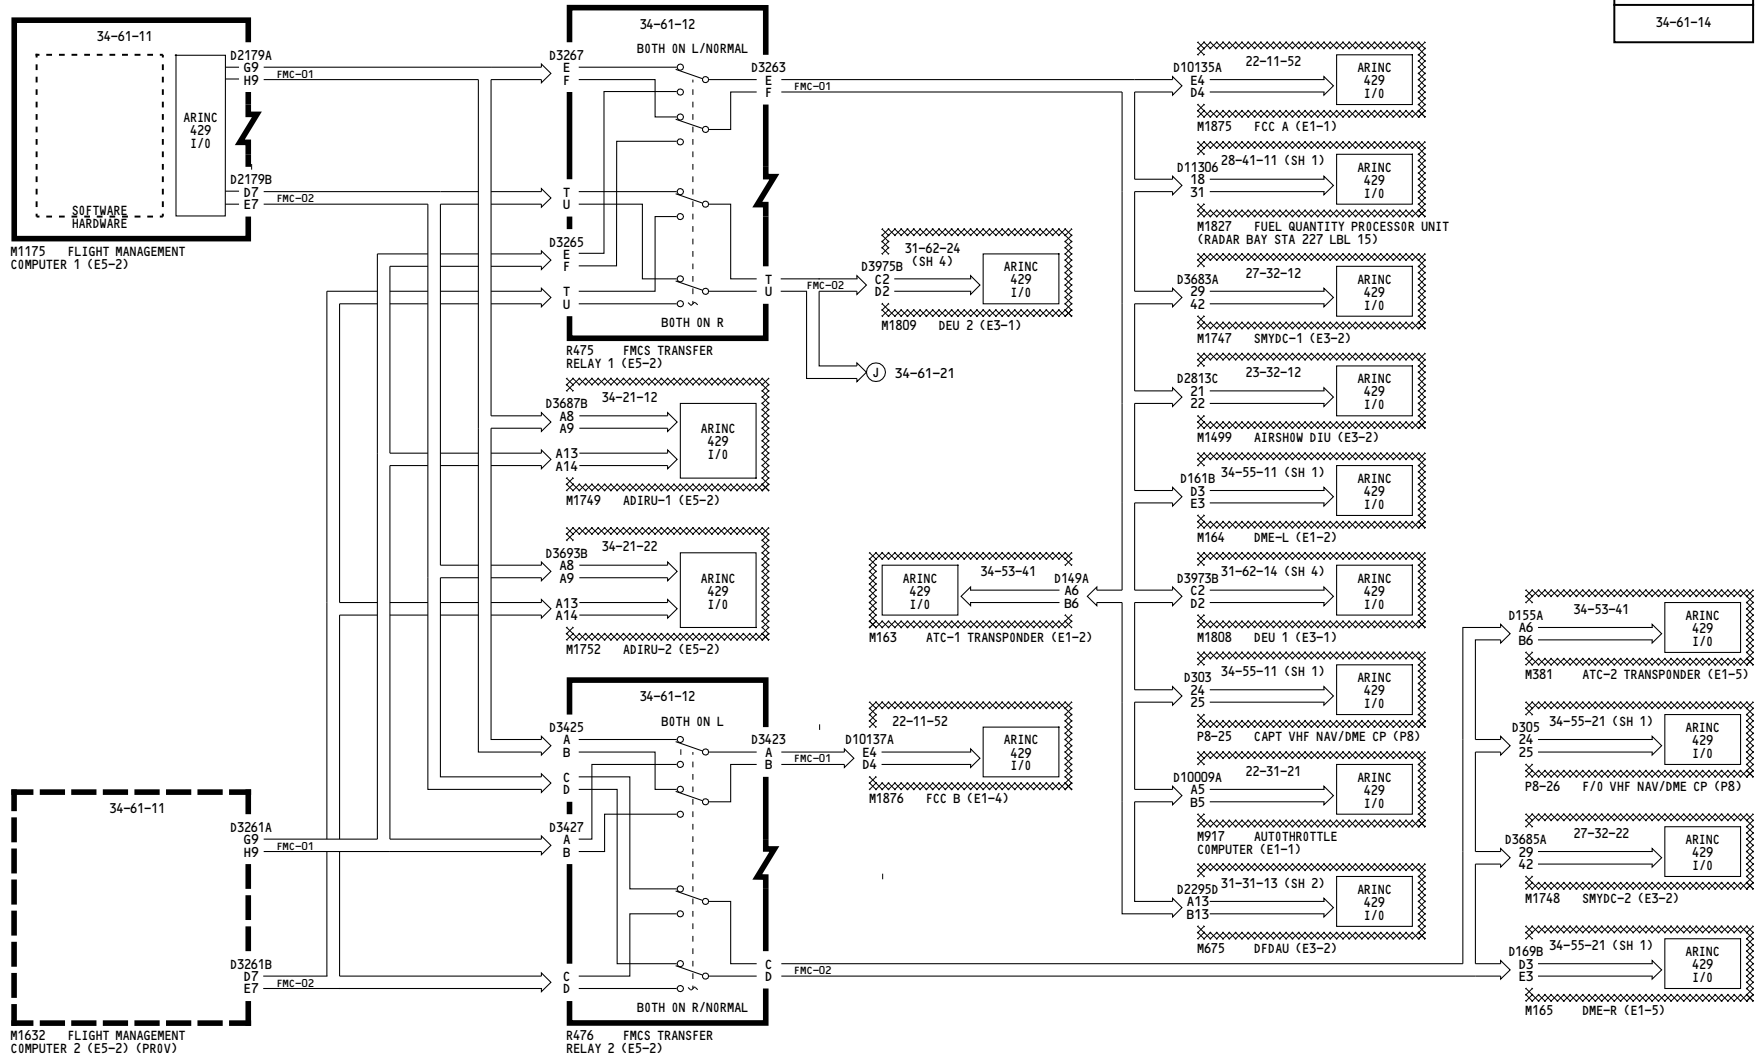 34-61-14
34-61-11
D2179A
G9
H9
FMC-01
ARINC
429
I/O
D2179B
D7
E7
FMC-02
SOFTWARE
HARDWARE
M1175 FLIGHT MANAGEMENT
COMPUTER 1 (E5-2)
34-61-11
D3261A
G9
H9
FMC-01
D3261B
D7
E7
FMC-02
M1632 FLIGHT MANAGEMENT
COMPUTER 2 (E5-2) (PROV)
34-61-12
BOTH ON L/NORMAL
D3267
E
F
T
U
D3265
E
F
T
U
D3263
E
F
FMC-01
T
U
FMC-02
BOTH ON R
R475 FMCS TRANSFER
RELAY 1 (E5-2)
34-21-12
D3687B
A8
A9
A13
A14
ARINC
429
I/O
M1749 ADIRU-1 (E5-2)
34-21-22
D3693B
A8
A9
A13
A14
ARINC
429
I/O
M1752 ADIRU-2 (E5-2)
34-61-12
BOTH ON L
D3425
A
B
C
D
D3427
A
B
C
D
D3423
A
B
FMC-01
C
D
FMC-02
BOTH ON R/NORMAL
R476 FMCS TRANSFER
RELAY 2 (E5-2)
31-62-24
(SH 4)
D3975B
C2
D2
ARINC
429
I/O
M1809 DEU 2 (E3-1)
J 34-61-21
34-53-41
ARINC
429
I/O
D149A
A6
B6
M163 ATC-1 TRANSPONDER (E1-2)
22-11-52
D10137A
E4
D4
ARINC
429
I/O
M1876 FCC B (E1-4)
22-11-52
D10135A
E4
D4
ARINC
429
I/O
M1875 FCC A (E1-1)
28-41-11 (SH 1)
D11306
18
31
ARINC
429
I/O
M1827 FUEL QUANTITY PROCESSOR UNIT
(RADAR BAY STA 227 LBL 15)
27-32-12
D3683A
29
42
ARINC
429
I/O
M1747 SMYDC-1 (E3-2)
23-32-12
D2813C
21
22
ARINC
429
I/O
M1499 AIRSHOW DIU (E3-2)
34-55-11 (SH 1)
D161B
D3
E3
ARINC
429
I/O
M164 DME-L (E1-2)
31-62-14 (SH 4)
D3973B
C2
D2
ARINC
429
I/O
M1808 DEU 1 (E3-1)
34-55-11 (SH 1)
D303
24
25
ARINC
429
I/O
P8-25 CAPT VHF NAV/DME CP (P8)
22-31-21
D10009A
A5
B5
ARINC
429
I/O
M917 AUTOTHROTTLE
COMPUTER (E1-1)
31-31-13 (SH 2)
D2295D
A13
B13
ARINC
429
I/O
M675 DFDAU (E3-2)
34-53-41
D155A
A6
B6
ARINC
429
I/O
M381 ATC-2 TRANSPONDER (E1-5)
34-55-21 (SH 1)
D305
24
25
ARINC
429
I/O
P8-26 F/O VHF NAV/DME CP (P8)
27-32-22
D3685A
29
42
ARINC
429
I/O
M1748 SMYDC-2 (E3-2)
34-55-21 (SH 1)
D169B
D3
E3
ARINC
429
I/O
M165 DME-R (E1-5)